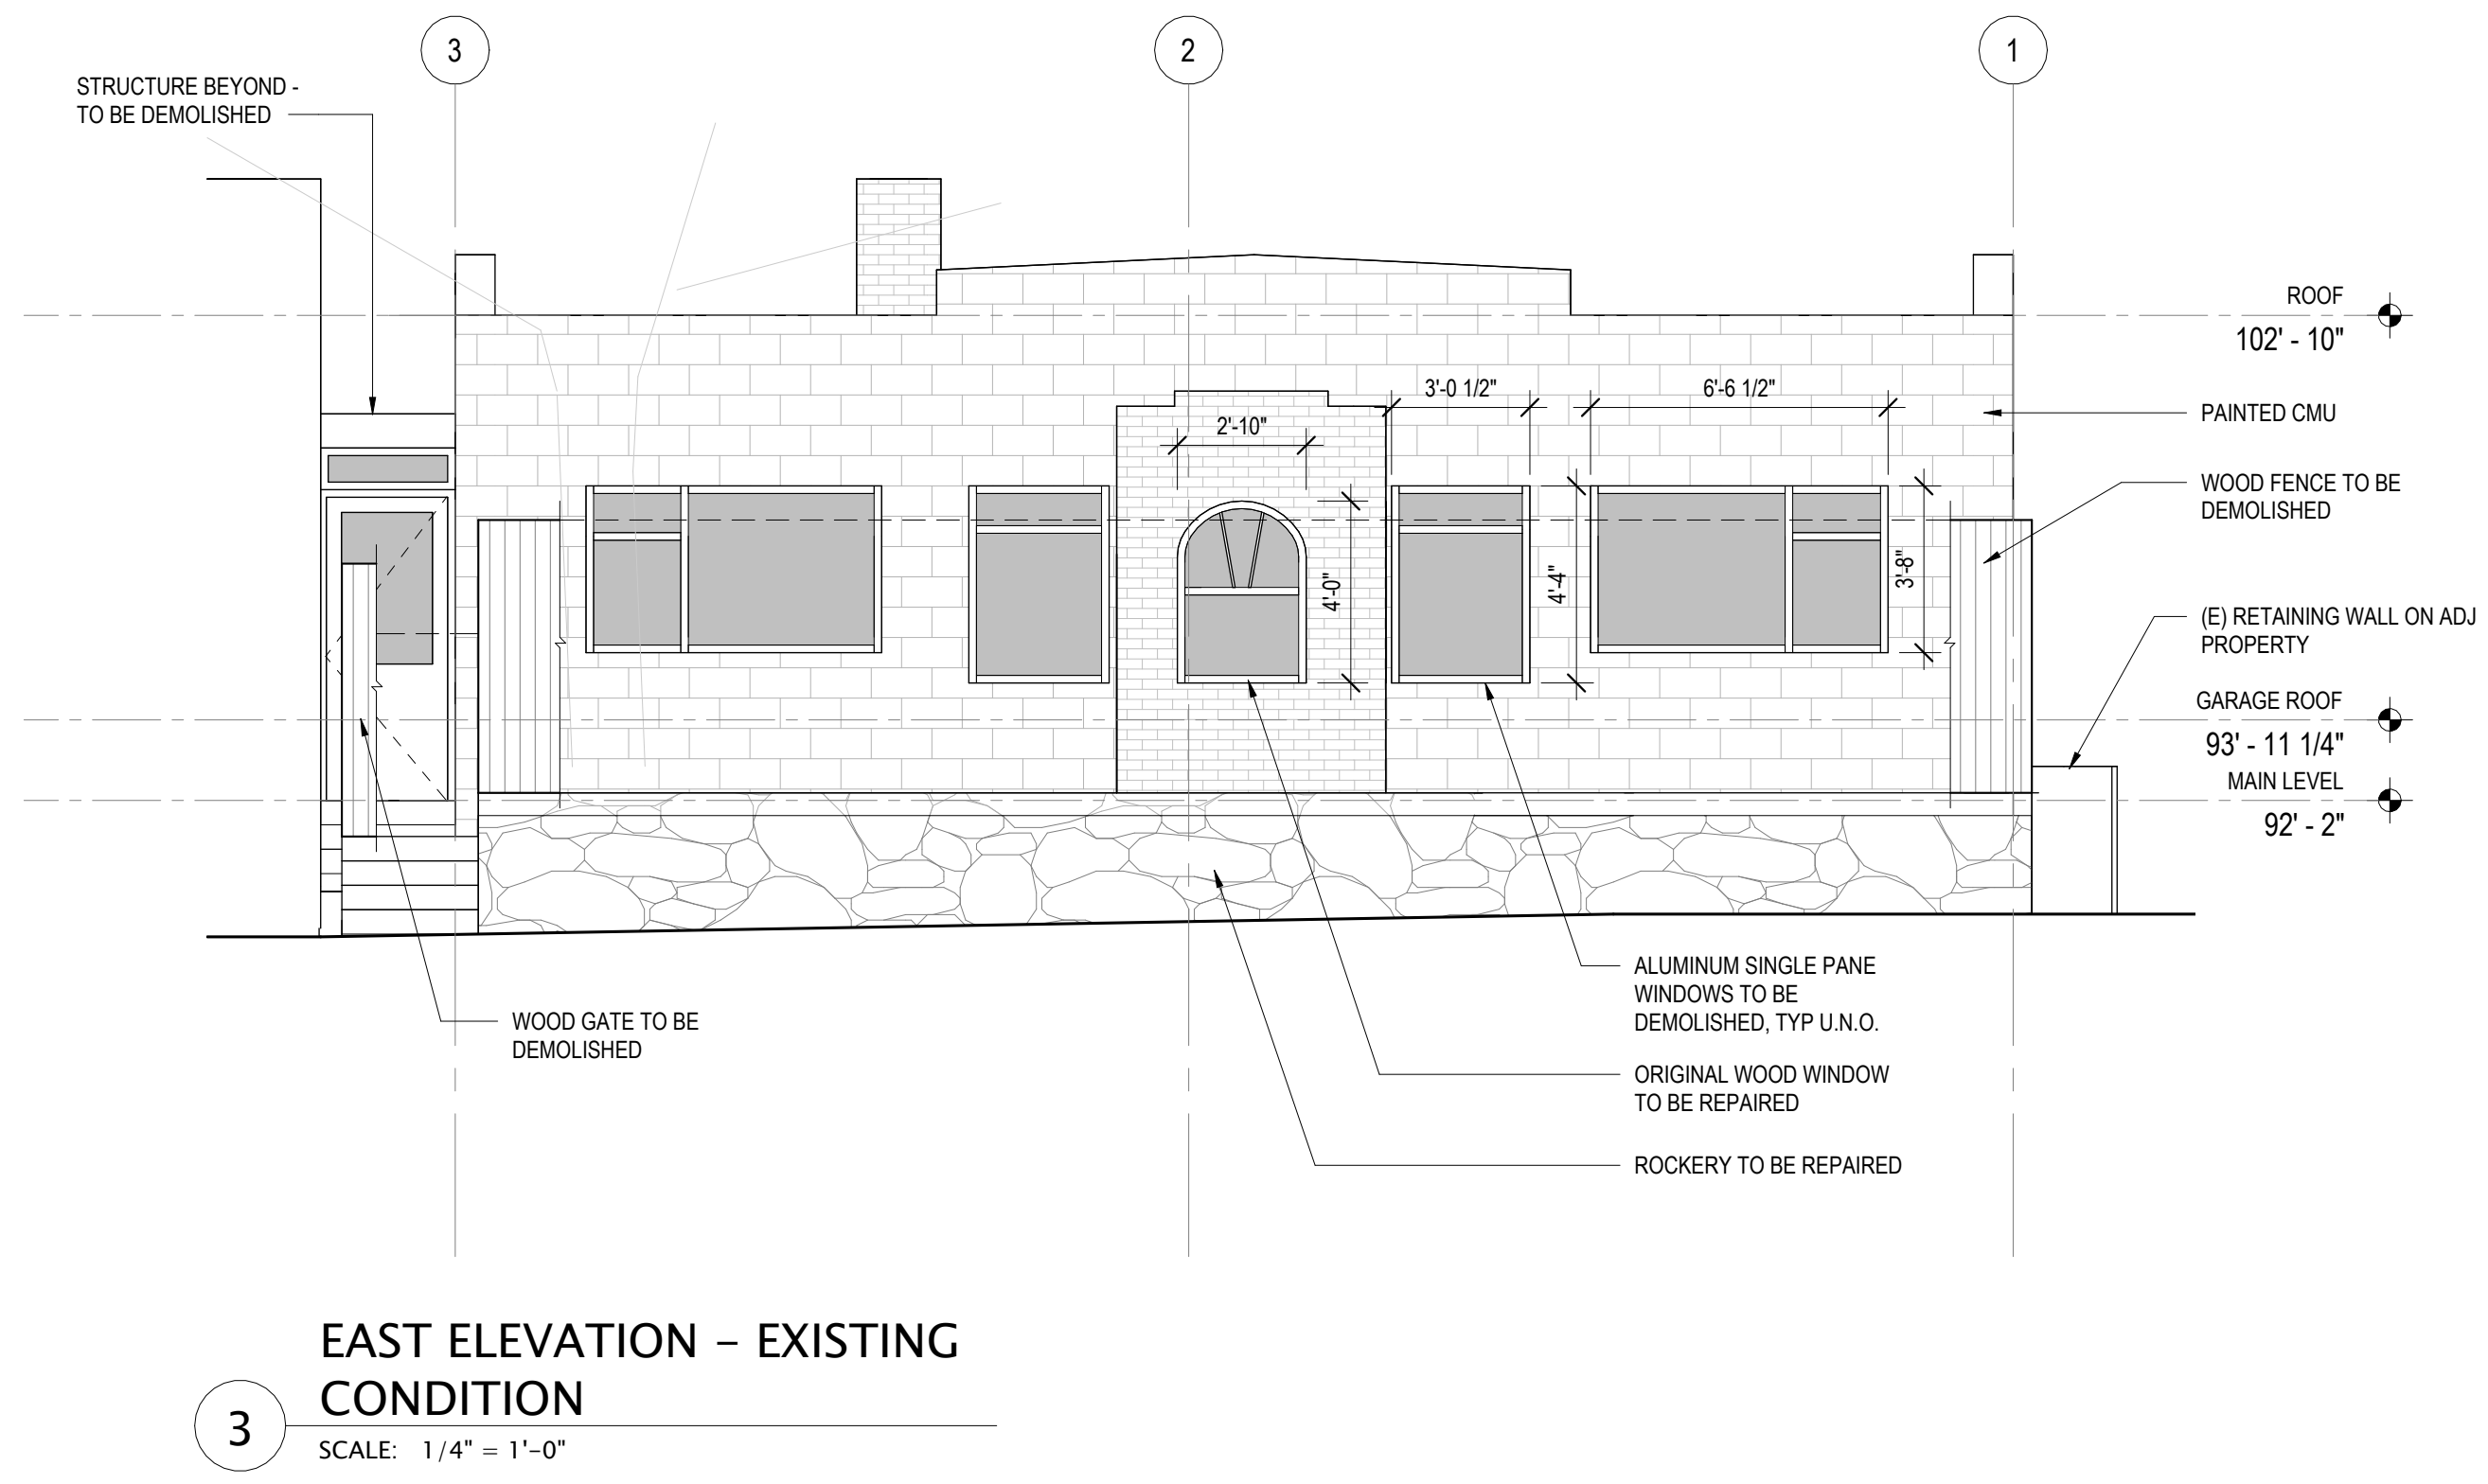 3
2
1
STRUCTURE BEYOND -
TO BE DEMOLISHED
ROOF
102' - 10"
3'-0 1/2"
6'-6 1/2"
PAINTED CMU
2'-10"
WOOD FENCE TO BE
DEMOLISHED
4'-0"
4'-4"
3'-8"
(E) RETAINING WALL ON ADJ
PROPERTY
GARAGE ROOF
93' - 11 1/4"
MAIN LEVEL
92' - 2"
ALUMINUM SINGLE PANE
WINDOWS TO BE
DEMOLISHED, TYP U.N.O.
WOOD GATE TO BE
DEMOLISHED
ORIGINAL WOOD WINDOW
TO BE REPAIRED
ROCKERY TO BE REPAIRED
EAST ELEVATION – EXISTING
CONDITION
3
SCALE: 1/4" = 1'-0"